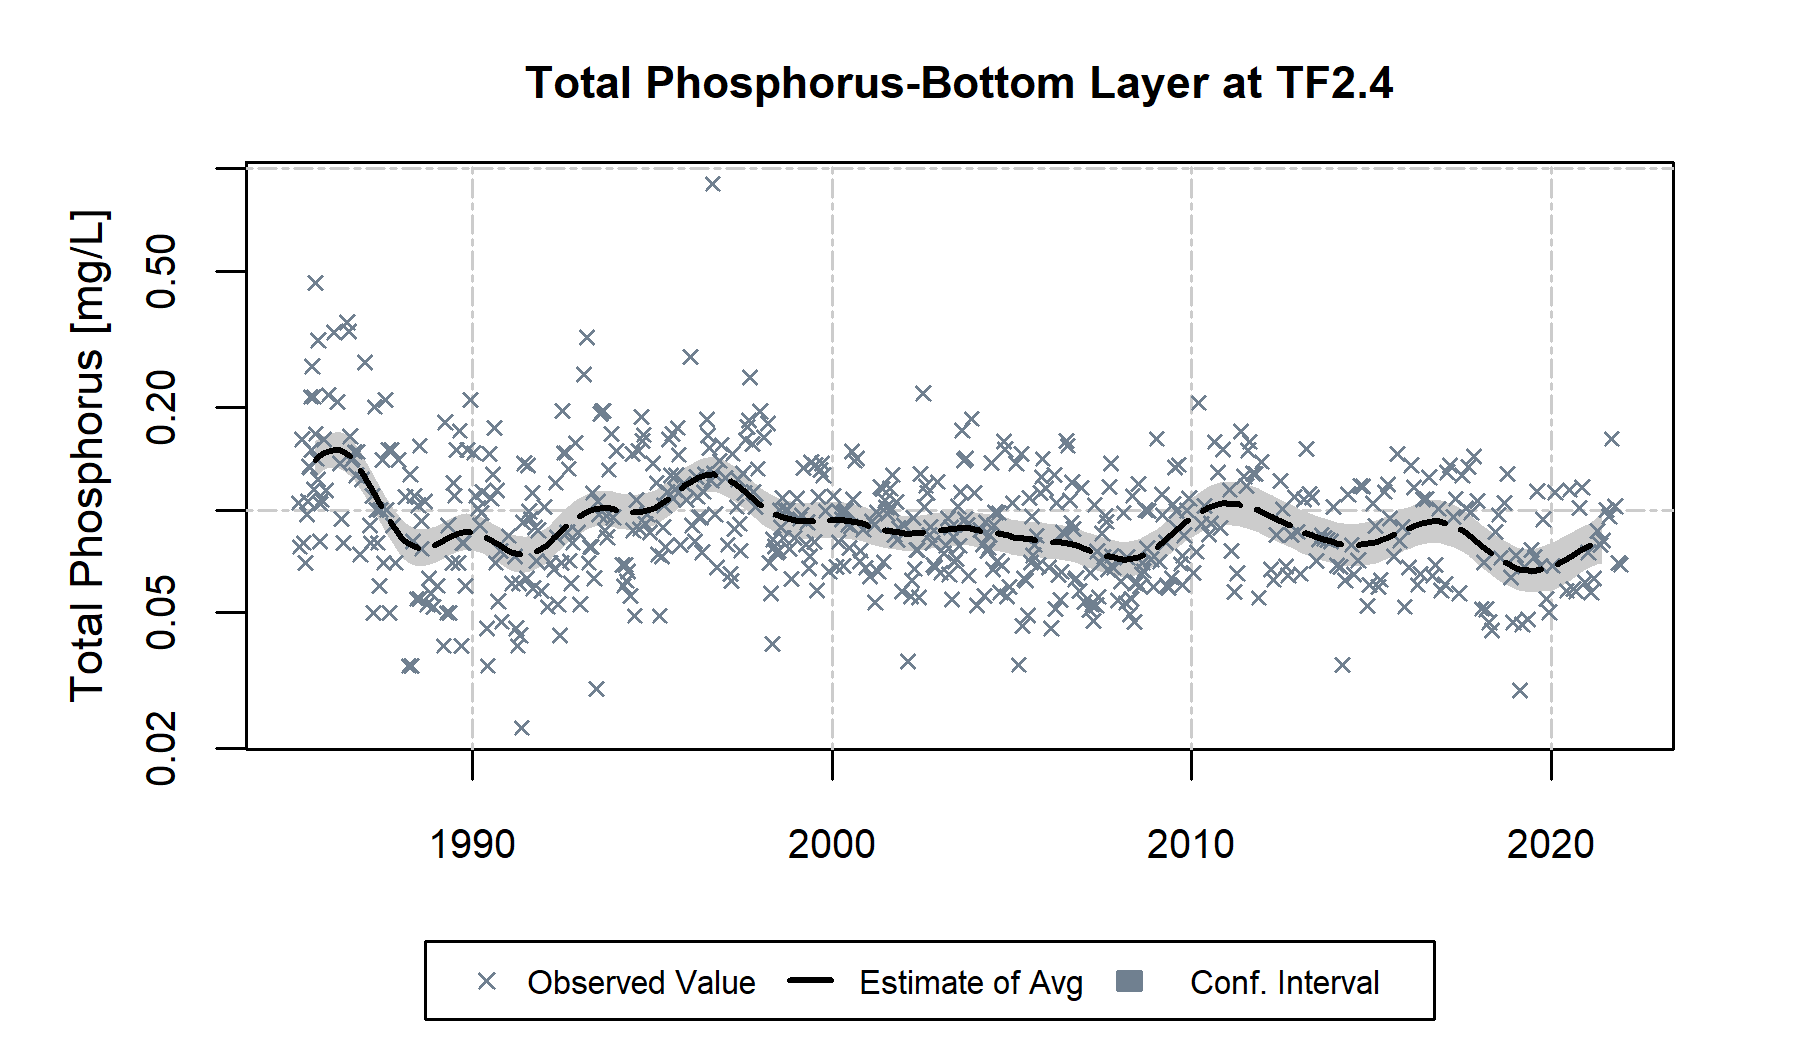 Total Phosphorus-Bottom Layer at TF2.4
Total Phosphorus [mg/L]
0.50
0.20
0.05
0.02
1990 2000 2010 2020
Observed Value Estimate of Avg Conf. Interval